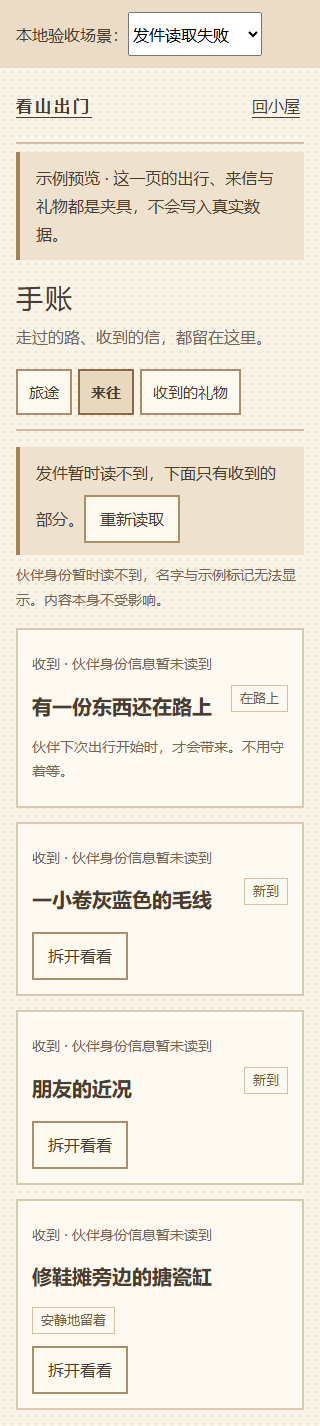 本地验收场景：
发件读取失败
看山出门
回小屋
示例预览 · 这一页的出行、来信与
礼物都是夹具，不会写入真实数
据。
手账
走过的路、收到的信，都留在这里。
旅途
来往
收到的礼物
发件暂时读不到，下面只有收到的
部分。
重新读取
伙伴身份暂时读不到，名字与示例标记无法显
示。内容本身不受影响。
收到 · 伙伴身份信息暂未读到
有一份东西还在路上
在路上
伙伴下次出行开始时，才会带来。不用守
着等。
收到 · 伙伴身份信息暂未读到
一小卷灰蓝色的毛线
新到
拆开看看
收到 · 伙伴身份信息暂未读到
朋友的近况
新到
拆开看看
收到 · 伙伴身份信息暂未读到
修鞋摊旁边的搪瓷缸
安静地留着
拆开看看